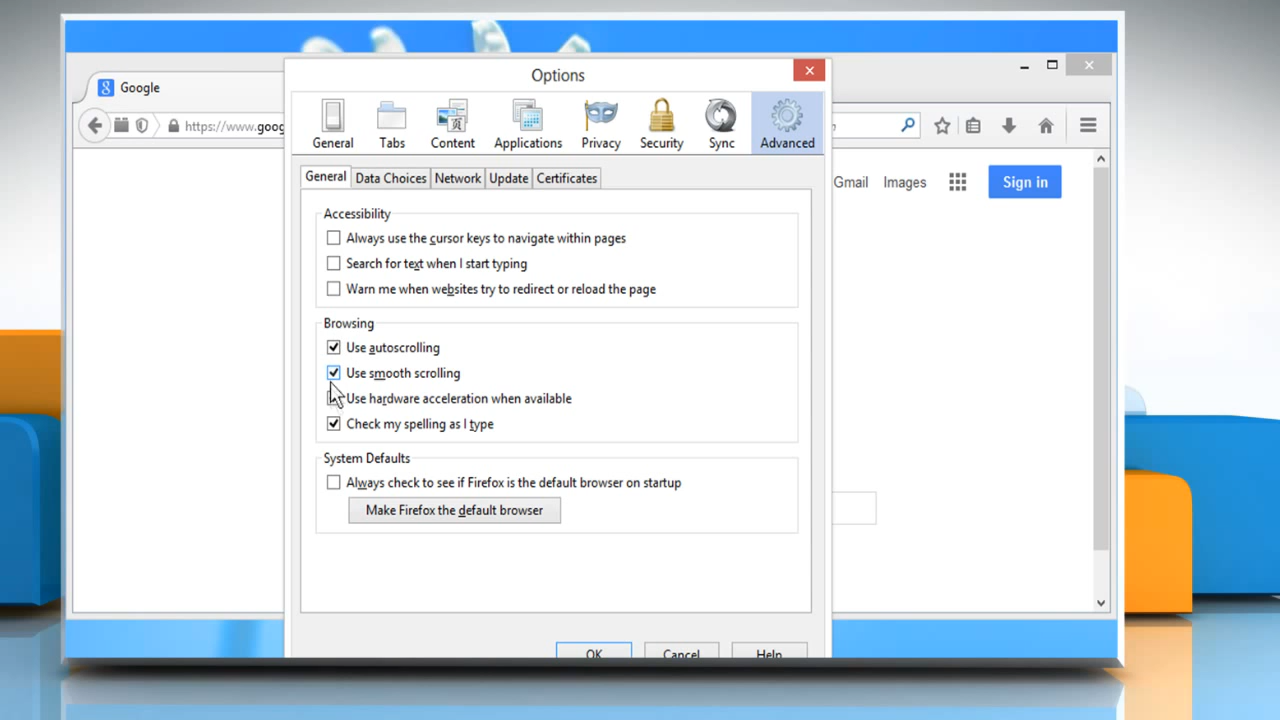 Options
Google
General
Tabs
Content
Applications
Privacy
Security
Sync
Advanced
https://www.goog
General
Data Choices
Network
Update
Certificates
Gmail
Images
Sign in
Accessibility
Always use the cursor keys to navigate within pages
Search for text when I start typing
Warn me when websites try to redirect or reload the page
Browsing
Use autoscrolling
Use smooth scrolling
Use hardware acceleration when available
Check my spelling as I type
System Defaults
Always check to see if Firefox is the default browser on startup
Make Firefox the default browser
OK
Cancel
Help